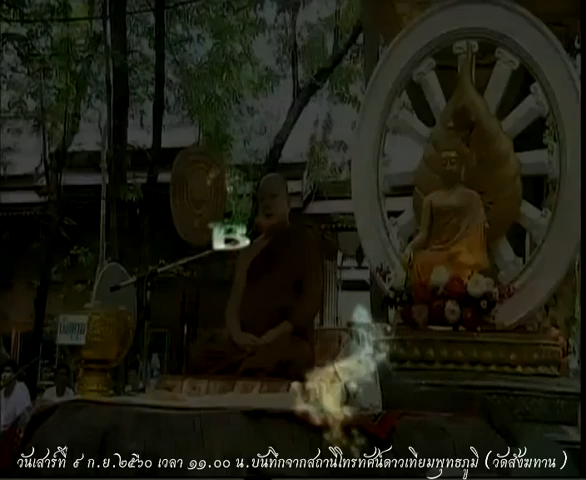 B
วันเสาร์ที่ ๙ ก.ย.๒๕๖๐ เวลา ๑๑.๐๐ น.บันทึกจากสถานีโทรทัศน์ดาวเทียมพุทธภูมิ (วัดสังฆทาน)